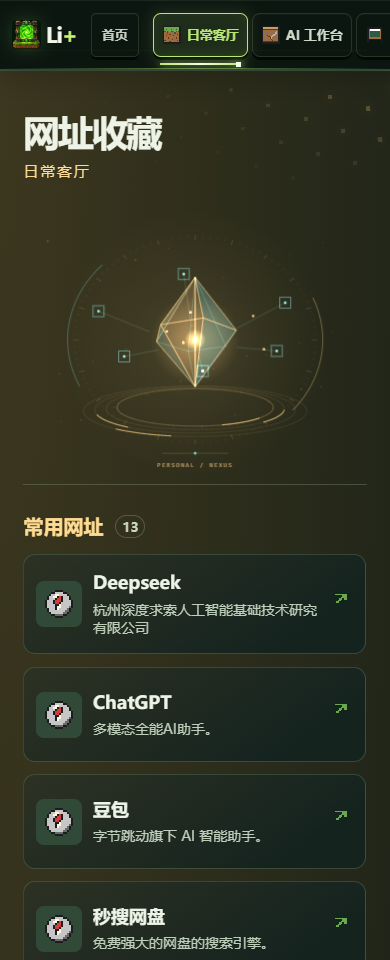 Li+
首页
日常客厅
AI 工作台
网址收藏
日常客厅
PERSONAL / NEXUS
常用网址 13
Deepseek
杭州深度求索人工智能基础技术研究
有限公司
ChatGPT
多模态全能AI助手。
豆包
字节跳动旗下 AI 智能助手。
秒搜网盘
免费强大的网盘的搜索引擎。